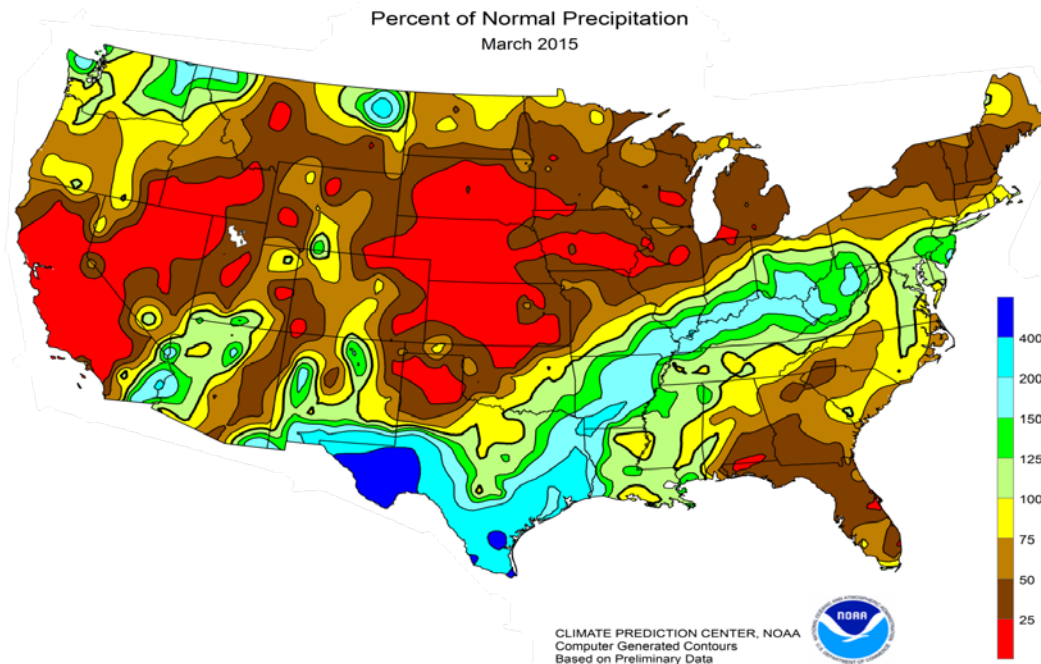 Percent of Normal Precipitation
March 2015
400
200
150
125
100
75
50
25
NOAA
CLIMATE PREDICTION CENTER, NOAA
Computer Generated Contours
Based on Preliminary Data